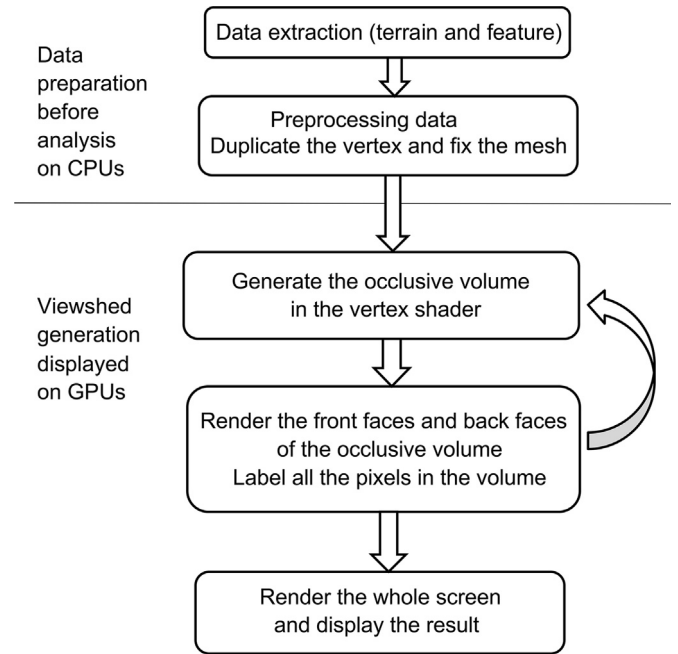 Data extraction (terrain and feature)
Data
preparation
before
analysis
on CPUs
Preprocessing data
Duplicate the vertex and fix the mesh
Generate the occlusive volume
in the vertex shader
Viewshed
generation
displayed
on GPUs
Render the front faces and back faces
of the occlusive volume
Label all the pixels in the volume
Render the whole screen
and display the result